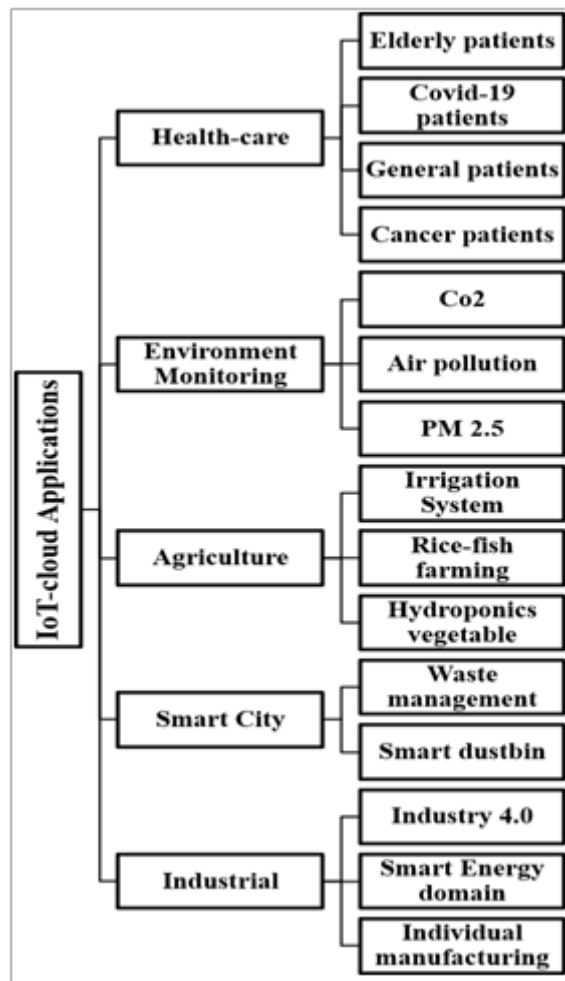 IoT-cloud Applications
Health-care
Elderly patients
Covid-19
patients
General patients
Cancer patients
Environment
Monitoring
Co2
Air pollution
PM 2.5
Agriculture
Irrigation
System
Rice-fish
farming
Hydroponics
vegetable
Smart City
Waste
management
Smart dustbin
Industrial
Industry 4.0
Smart Energy
domain
Individual
manufacturing